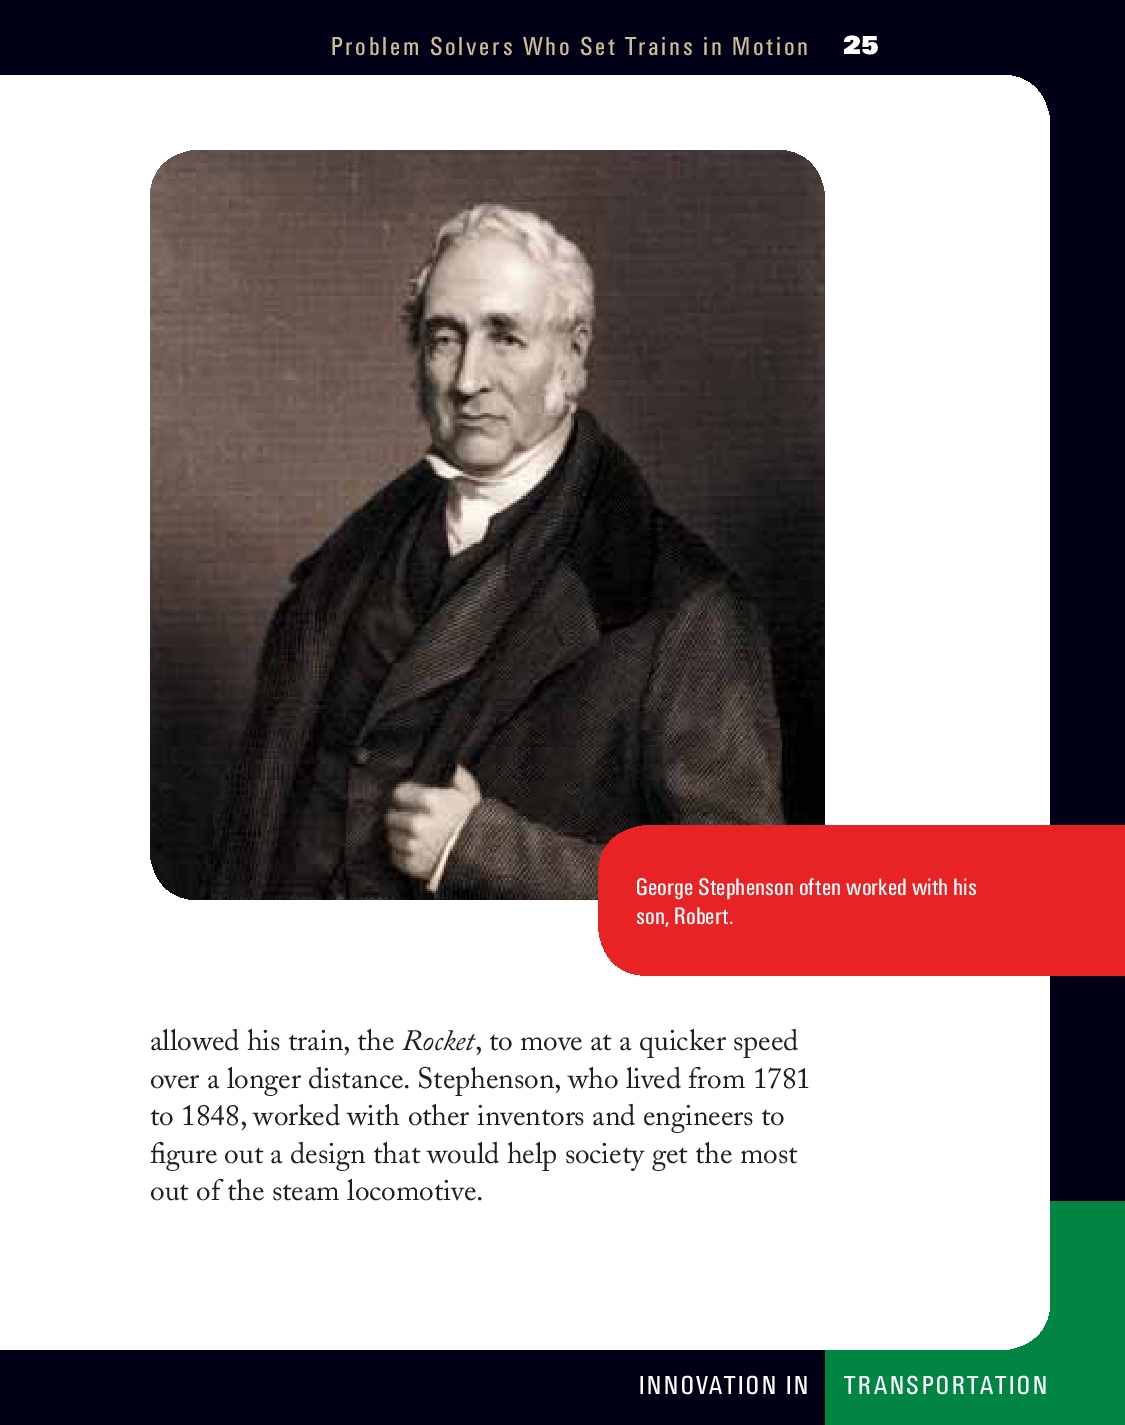 Problem Solvers Who Set Trains in Motion 25
George Stephenson often worked with his
son, Robert.
allowed his train, the Rocket, to move at a quicker speed
over a longer distance. Stephenson, who lived from 1781
to 1848, worked with other inventors and engineers to
figure out a design that would help society get the most
out of the steam locomotive.
INNOVATION IN TRANSPORTATION